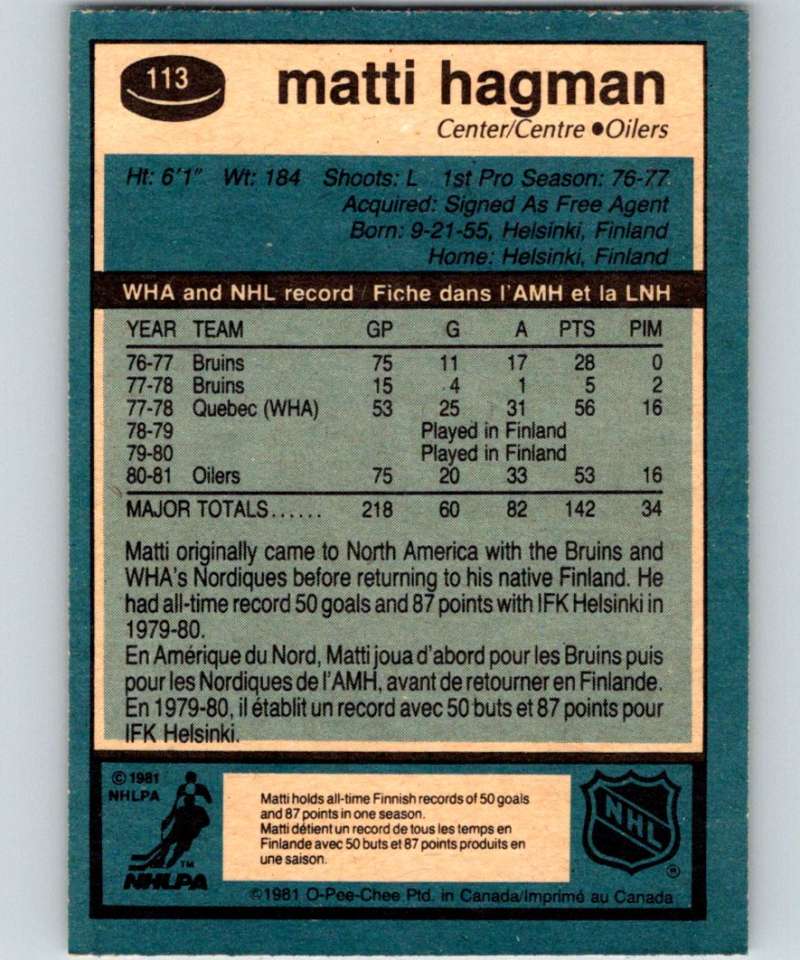 113
matti hagman
Center/Centre ●Oilers
Ht: 6'1" Wt: 184 Shoots: L 1st Pro Season: 76-77
Acquired: Signed As Free Agent
Born: 9-21-55, Helsinki, Finland
Home: Helsinki, Finland
WHA and NHL record / Fiche dans l'AMH et la LNH
YEAR TEAM GP G A PTS PIM
76-77 Bruins 75 11 17 28 0
77-78 Bruins 15 4 1 5 2
77-78 Quebec (WHA) 53 25 31 56 16
78-79 Played in Finland
79-80 Played in Finland
80-81 Oilers 75 20 33 53 16
MAJOR TOTALS...... 218 60 82 142 34
Matti originally came to North America with the Bruins and
WHA's Nordiques before returning to his native Finland. He
had all-time record 50 goals and 87 points with IFK Helsinki in
1979-80.
En Amérique du Nord, Matti joua d'abord pour les Bruins puis
pour les Nordiques de l'AMH, avant de retourner en Finlande.
En 1979-80, il établit un record avec 50 buts et 87 points pour
IFK Helsinki.
© 1981
NHLPA
TM
NHLPA
Matti holds all-time Finnish records of 50 goals
and 87 points in one season.
Matti détient un record de tous les temps en
Finlande avec 50 buts et 87 points produits en
une saison.
NHL
®
©1981 O-Pee-Chee Ptd. in Canada/Imprimé au Canada